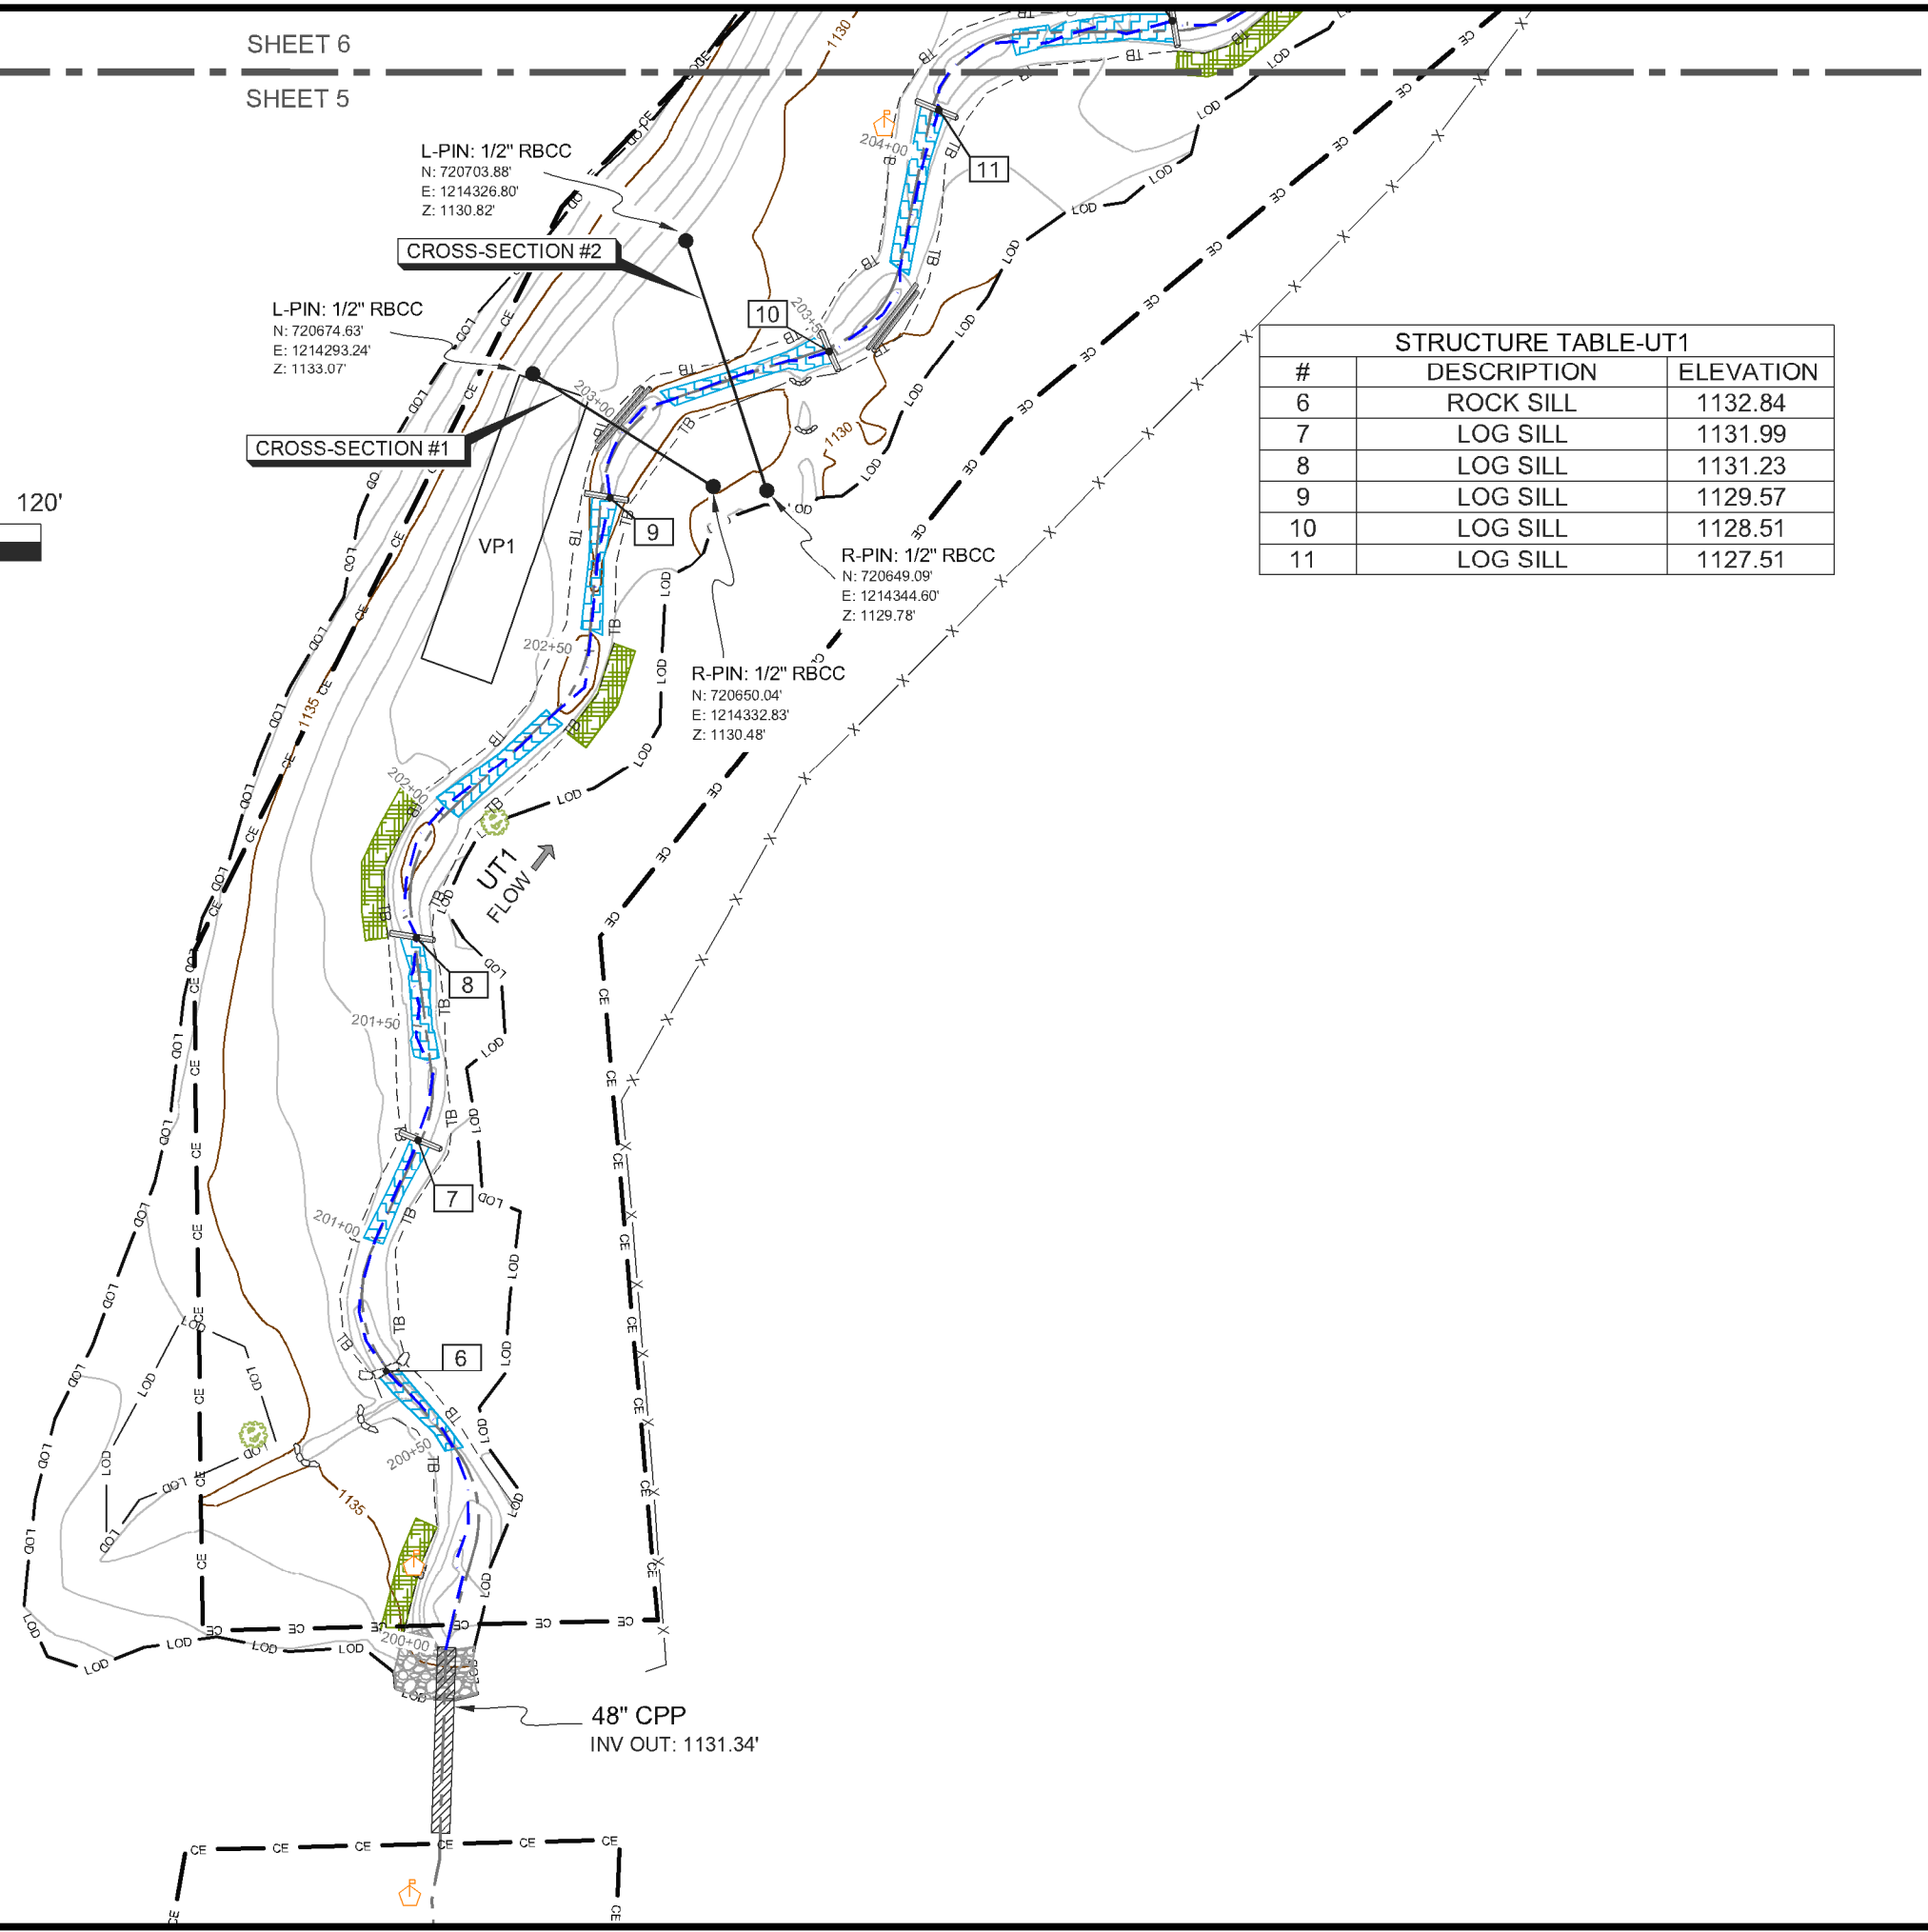 SHEET 6
SHEET 5
L-PIN: 1/2" RBCC
N: 720703.88'
E: 1214326.80'
Z: 1130.82'
CROSS-SECTION #2
L-PIN: 1/2" RBCC
N: 720674.63'
E: 1214293.24'
Z: 1133.07'
CROSS-SECTION #1
120'
VP1
1130
204+00
11
10
203+50
203+00
1130
9
R-PIN: 1/2" RBCC
N: 720649.09'
E: 1214344.60'
Z: 1129.78'
R-PIN: 1/2" RBCC
N: 720650.04'
E: 1214332.83'
Z: 1130.48'
STRUCTURE TABLE-UT1
# DESCRIPTION ELEVATION
6 ROCK SILL 1132.84
7 LOG SILL 1131.99
8 LOG SILL 1131.23
9 LOG SILL 1129.57
10 LOG SILL 1128.51
11 LOG SILL 1127.51
202+50
1135
202+00
UT1
FLOW
8
201+50
7
201+00
6
200+50
1135
200+00
48" CPP
INV OUT: 1131.34'
CE
LOD
TB
X